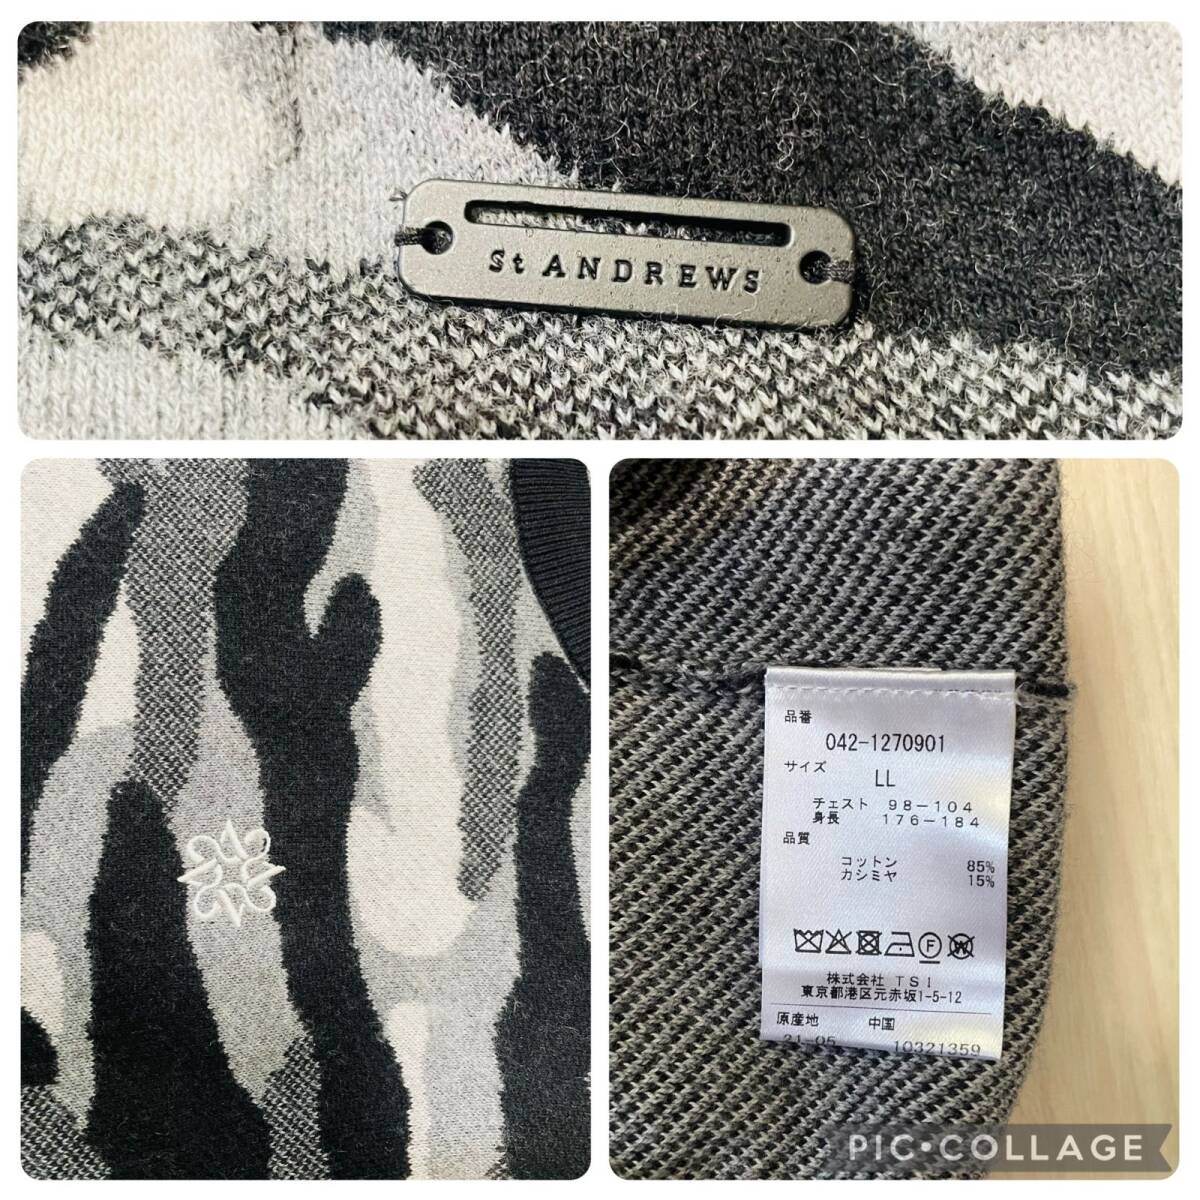 St ANDREWS
品番
042-1270901
サイズ
LL
チェスト 98-104
身長 176-184
品質
コットン 85%
カシミヤ 15%
F W
株式会社 TSI
東京都港区元赤坂1-5-12
原産地 中国
21-05 10321359
PIC•COLLAGE